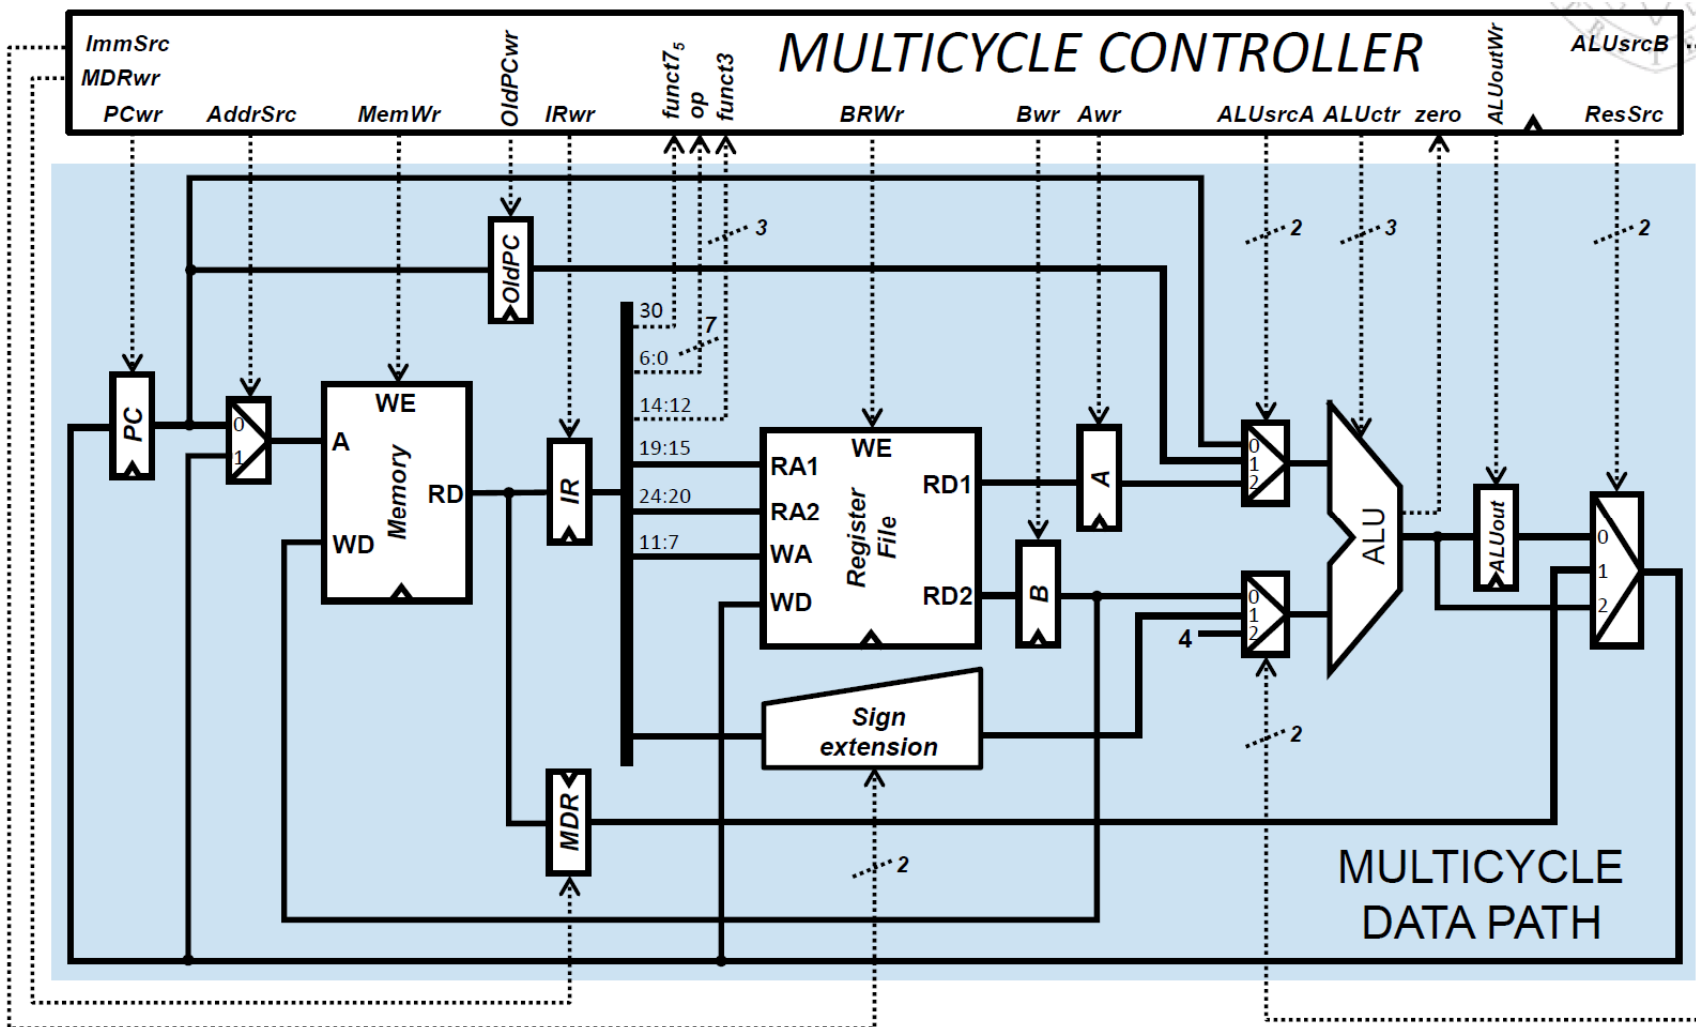 MULTICYCLE CONTROLLER
ImmSrc
MDRwr
PCwr
AddrSrc
MemWr
OldPCwr
IRwr
funct7₅
op
funct3
BRWr
Bwr
Awr
ALUsrcA
ALUctr
zero
ALUoutWr
ALUsrcB
ResSrc
OldPC
3
2
3
2
30
7
6:0
14:12
19:15
24:20
11:7
PC
0
1
WE
A
RD
WD
Memory
IR
WE
RA1
RA2
WA
WD
RD1
RD2
Register
File
A
B
0
1
2
0
1
2
4
ALU
ALUout
0
1
2
Sign
extension
2
MDR
2
MULTICYCLE
DATA PATH